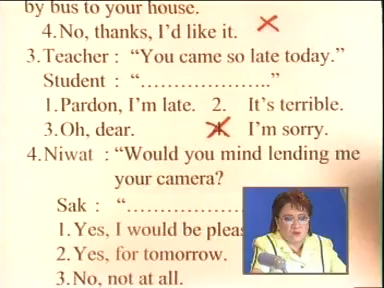 by bus to your house.
4.No, thanks, I'd like it.
3.Teacher : "You came so late today."
Student : "………………….."
1.Pardon, I'm late. 2. It's terrible.
3.Oh, dear. 4. I'm sorry.
4.Niwat : "Would you mind lending me
your camera?
Sak : "………………
1.Yes, I would be
2.Yes, for tomorrow.
3.No, not at all.